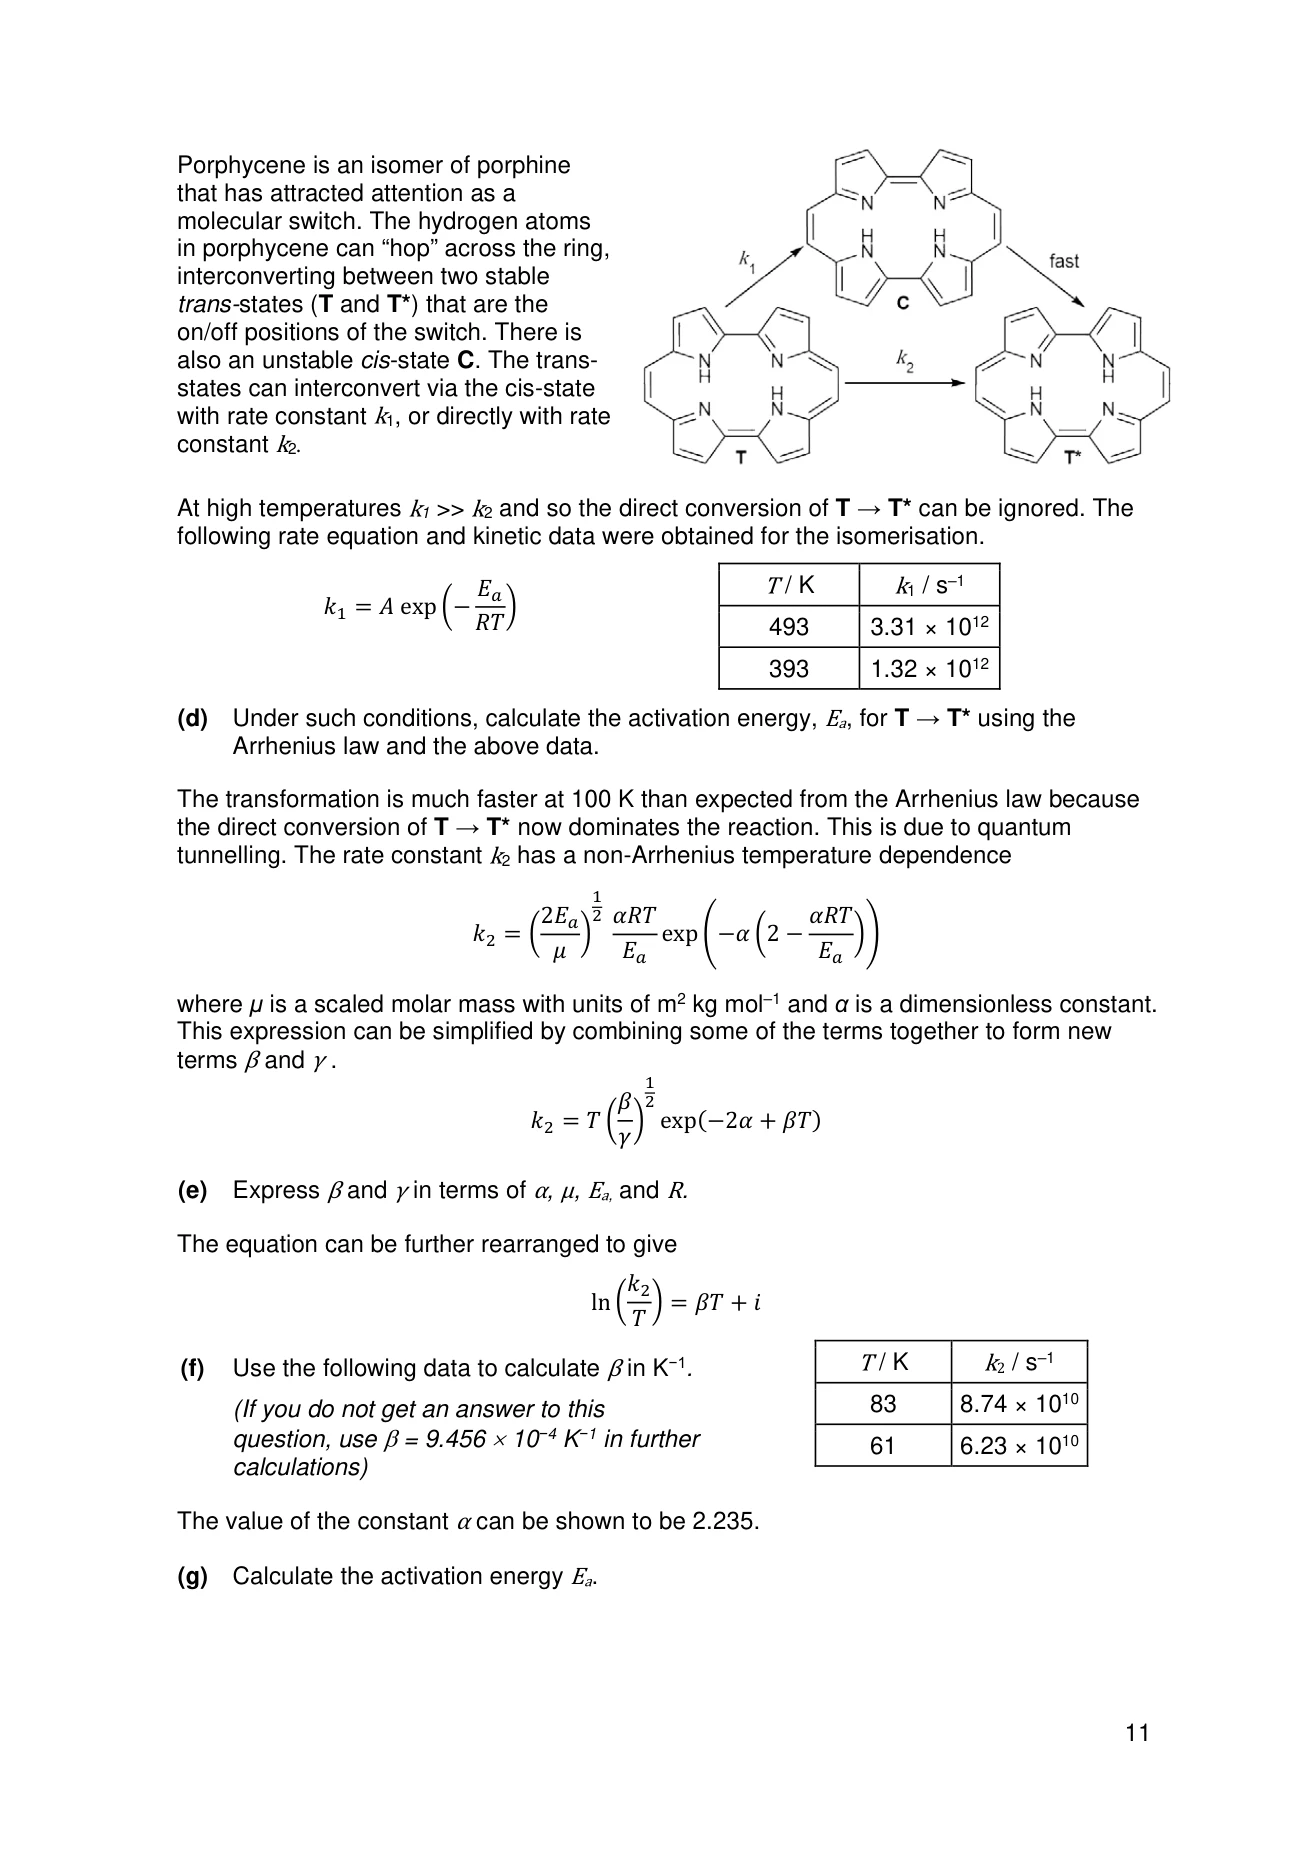 Porphycene is an isomer of porphine
that has attracted attention as a
molecular switch. The hydrogen atoms
in porphycene can “hop” across the ring,
interconverting between two stable
trans-states (T and T*) that are the
on/off positions of the switch. There is
also an unstable cis-state C. The trans-
states can interconvert via the cis-state
with rate constant k₁, or directly with rate
constant k₂.
N N
H H
N N
C
k₁
fast
N N
H
H
N N
T
k₂
N N
H
H
N N
T*
At high temperatures k₁ >> k₂ and so the direct conversion of T → T* can be ignored. The
following rate equation and kinetic data were obtained for the isomerisation.
k₁ = A exp(−Eₐ/RT)
T / K k₁ / s⁻¹
493 3.31 × 10¹²
393 1.32 × 10¹²
(d) Under such conditions, calculate the activation energy, Eₐ, for T → T* using the
Arrhenius law and the above data.
The transformation is much faster at 100 K than expected from the Arrhenius law because
the direct conversion of T → T* now dominates the reaction. This is due to quantum
tunnelling. The rate constant k₂ has a non-Arrhenius temperature dependence
k₂ = (2Eₐ/μ)^(1/2) αRT/Eₐ exp(−α(2 − αRT/Eₐ))
where μ is a scaled molar mass with units of m² kg mol⁻¹ and α is a dimensionless constant.
This expression can be simplified by combining some of the terms together to form new
terms β and γ .
k₂ = T(β/γ)^(1/2) exp(−2α + βT)
(e) Express β and γ in terms of α, μ, Eₐ, and R.
The equation can be further rearranged to give
ln(k₂/T) = βT + i
(f) Use the following data to calculate β in K⁻¹.
(If you do not get an answer to this
question, use β = 9.456 × 10⁻⁴ K⁻¹ in further
calculations)
T / K k₂ / s⁻¹
83 8.74 × 10¹⁰
61 6.23 × 10¹⁰
The value of the constant α can be shown to be 2.235.
(g) Calculate the activation energy Eₐ.
11